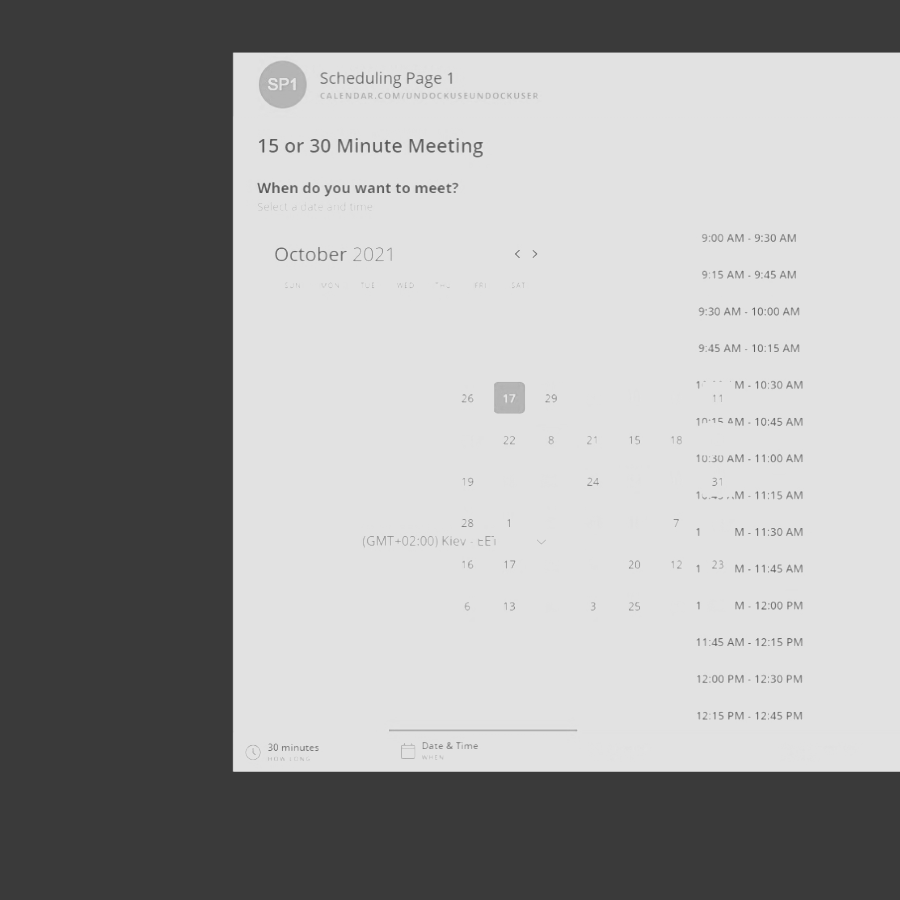 SP1
Scheduling Page 1
CALENDAR.COM/UNDOCKUSEUNDOCKUSER
15 or 30 Minute Meeting
When do you want to meet?
Select a date and time
October 2021
SUN MON TUE WED THU FRI SAT
26 17 29 11
22 8 21 15 18
19 24 31
28 1 7
(GMT+02:00) Kiev - EET
16 17 20 12 23
6 13 3 25
9:00 AM - 9:30 AM
9:15 AM - 9:45 AM
9:30 AM - 10:00 AM
9:45 AM - 10:15 AM
M - 10:30 AM
10:15 AM - 10:45 AM
10:30 AM - 11:00 AM
M - 11:15 AM
1 M - 11:30 AM
1 M - 11:45 AM
1 M - 12:00 PM
11:45 AM - 12:15 PM
12:00 PM - 12:30 PM
12:15 PM - 12:45 PM
30 minutes
HOW LONG
Date & Time
WHEN